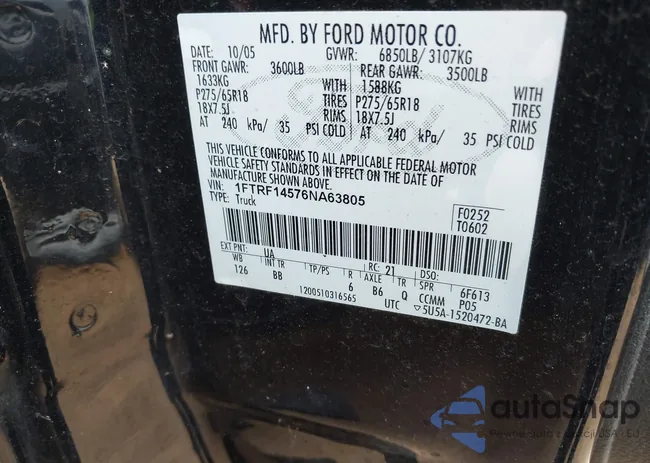 MFD. BY FORD MOTOR CO.
DATE: 10/05 GVWR: 6850LB/ 3107KG
FRONT GAWR: 3600LB REAR GAWR: 3500LB
1633KG WITH 1588KG WITH
P275/65R18 TIRES P275/65R18 TIRES
18X7.5J RIMS 18X7.5J RIMS
AT 240 kPa/ 35 PSI COLD AT 240 kPa/ 35 PSI COLD
THIS VEHICLE CONFORMS TO ALL APPLICABLE FEDERAL MOTOR
VEHICLE SAFETY STANDARDS IN EFFECT ON THE DATE OF
MANUFACTURE SHOWN ABOVE.
VIN: 1FTRF14576NA63805
TYPE: Truck
F0252
T0602
EXT PNT: UA RC: 21 DSO:
WB INT TR TP/PS R AXLE TR SPR 6F613
126 BB 6 B6 Q CCMM P05
1200510316565 UTC ▽5U5A-1520472-BA
autoSnap